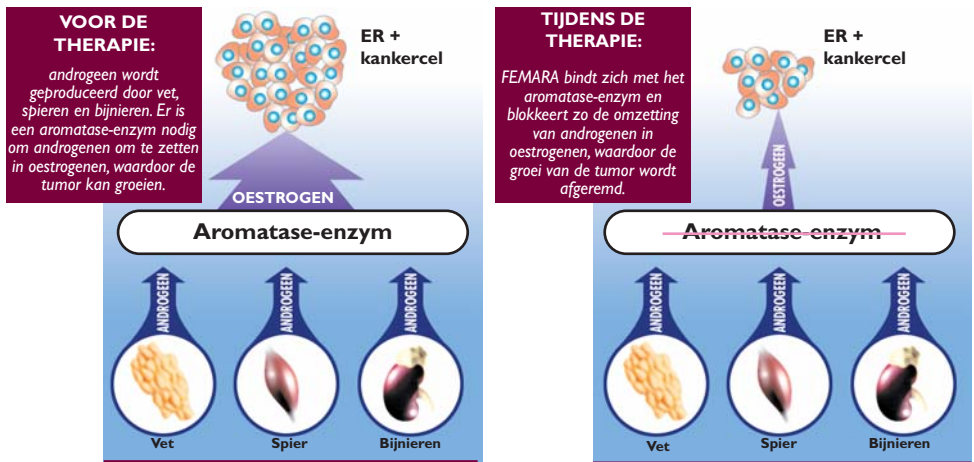 VOOR DE
THERAPIE:
androgeen wordt
geproduceerd door vet,
spieren en bijnieren. Er is
een aromatase-enzym nodig
om androgenen om te zetten
in oestrogenen, waardoor de
tumor kan groeien.
ER +
kankercel
OESTROGEN
Aromatase-enzym
ANDROGEEN
ANDROGEEN
ANDROGEEN
Vet
Spier
Bijnieren
TIJDENS DE
THERAPIE:
FEMARA bindt zich met het
aromatase-enzym en
blokkeert zo de omzetting
van androgenen in
oestrogenen, waardoor de
groei van de tumor wordt
afgeremd.
ER +
kankercel
OESTROGEEN
Aromatase-enzym
ANDROGEEN
ANDROGEEN
ANDROGEEN
Vet
Spier
Bijnieren